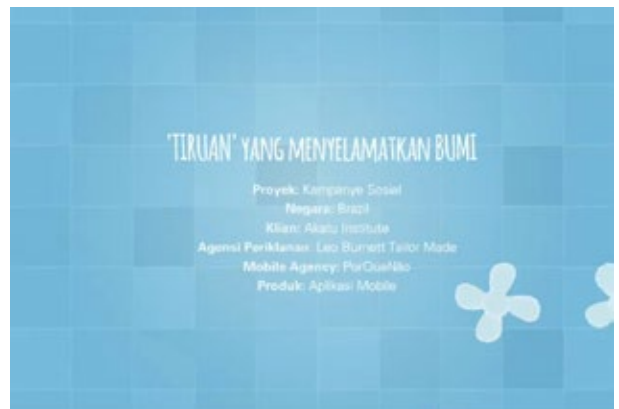 'TIRUAN' YANG MENYELAMATKAN BUMI
Proyek: Kampanye Sosial
Negara: Brazil
Klien: Akatu Institute
Agensi Periklanan: Leo Burnett Tailor Made
Mobile Agency: PorQueNão
Produk: Aplikasi Mobile